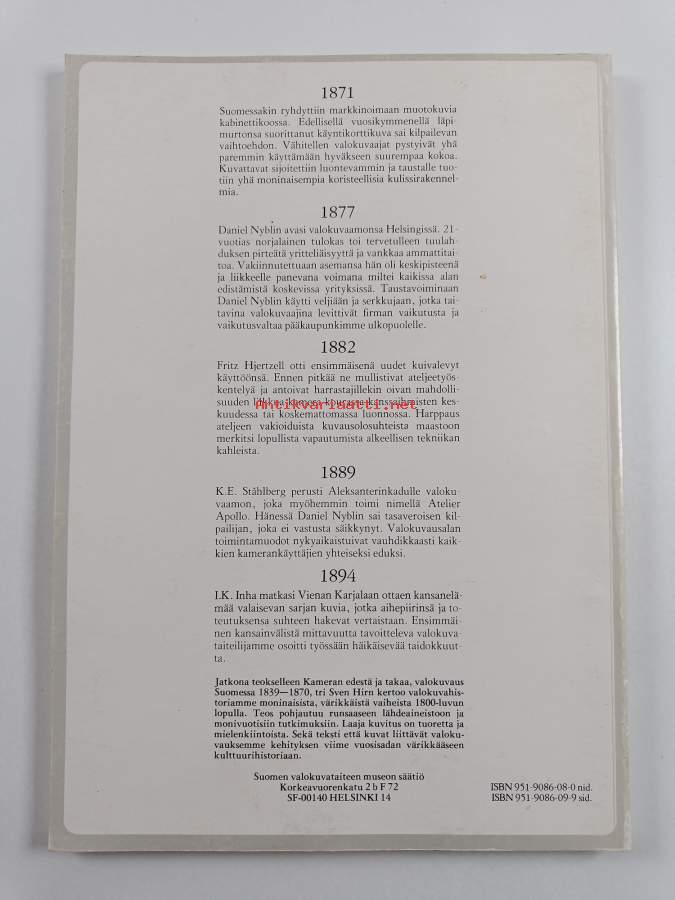 1871
Suomessakin ryhdyttiin markkinoimaan muotokuvia
kabinettikoossa. Edellisellä vuosikymmenellä läpi-
murtonsa suorittanut käyntikorttikuva sai kilpailevan
vaihtoehdon. Vähitellen valokuvaajat pystyivät yhä
paremmin käyttämään hyväkseen suurempaa kokoa.
Kuvattavat sijoitettiin luontevammin ja taustalle tuo-
tiin yhä moninaisempia koristeellisia kulissirakennel-
mia.
1877
Daniel Nyblin avasi valokuvaamonsa Helsingissä. 21-
vuotias norjalainen tulokas toi tervetulleen tuulah-
duksen pirteätä yritteliäisyyttä ja vankkaa ammattitai-
toa. Vakiinnutettuaan asemansa hän oli keskipisteenä
ja liikkeelle panevana voimana miltei kaikissa alan
edistämistä koskevissa yrityksissä. Taustavoiminaan
Daniel Nyblin käytti veljiään ja serkkujaan, jotka tai-
tavina valokuvaajina levittivät firman vaikutusta ja
vaikutusvaltaa pääkaupunkimme ulkopuolelle.
1882
Fritz Hjertzell otti ensimmäisenä uudet kuivalevyt
käyttöönsä. Ennen pitkää ne mullistivat ateljeetyös-
kentelyä ja antoivat harrastajillekin oivan mahdolli-
suuden liikkua kamera kourassa kanssaihmisten kes-
Antikvariaatti.net
kuudessa tai koskemattomassa luonnossa. Harppaus
ateljeen vakioiduista kuvausolosuhteista maastoon
merkitsi lopullista vapautumista alkeellisen tekniikan
kahleista.
1889
K.E. Ståhlberg perusti Aleksanterinkadulle valoku-
vaamon, joka myöhemmin toimi nimellä Atelier
Apollo. Hänessä Daniel Nyblin sai tasaveroisen kil-
pailijan, joka ei vastusta säikkynyt. Valokuvausalan
toimintamuodot nykyaikaistuivat vauhdikkaasti kaik-
kien kamerankäyttäjien yhteiseksi eduksi.
1894
I.K. Inha matkasi Vienan Karjalaan ottaen kansanelä-
mää valaisevan sarjan kuvia, jotka aihepiirinsä ja to-
teutuksensa suhteen hakevat vertaistaan. Ensimmäi-
nen kansainvälistä mittavuutta tavoitteleva valokuva-
taiteilijamme osoitti työssään häikäisevää taidokkuut-
ta.
Jatkona teokselleen Kameran edestä ja takaa, valokuvaus
Suomessa 1839—1870, tri Sven Hirn kertoo valokuvahis-
toriamme moninaisista, värikkäistä vaiheista 1800-luvun
lopulla. Teos pohjautuu runsaaseen lähdeaineistoon ja
monivuotisiin tutkimuksiin. Laaja kuvitus on tuoretta ja
mielenkiintoista. Sekä teksti että kuvat liittävät valoku-
vauksemme kehityksen viime vuosisadan värikkääseen
kulttuurihistoriaan.
Suomen valokuvataiteen museon säätiö
Korkeavuorenkatu 2 b F 72
SF-00140 HELSINKI 14
ISBN 951-9086-08-0 nid.
ISBN 951-9086-09-9 sid.